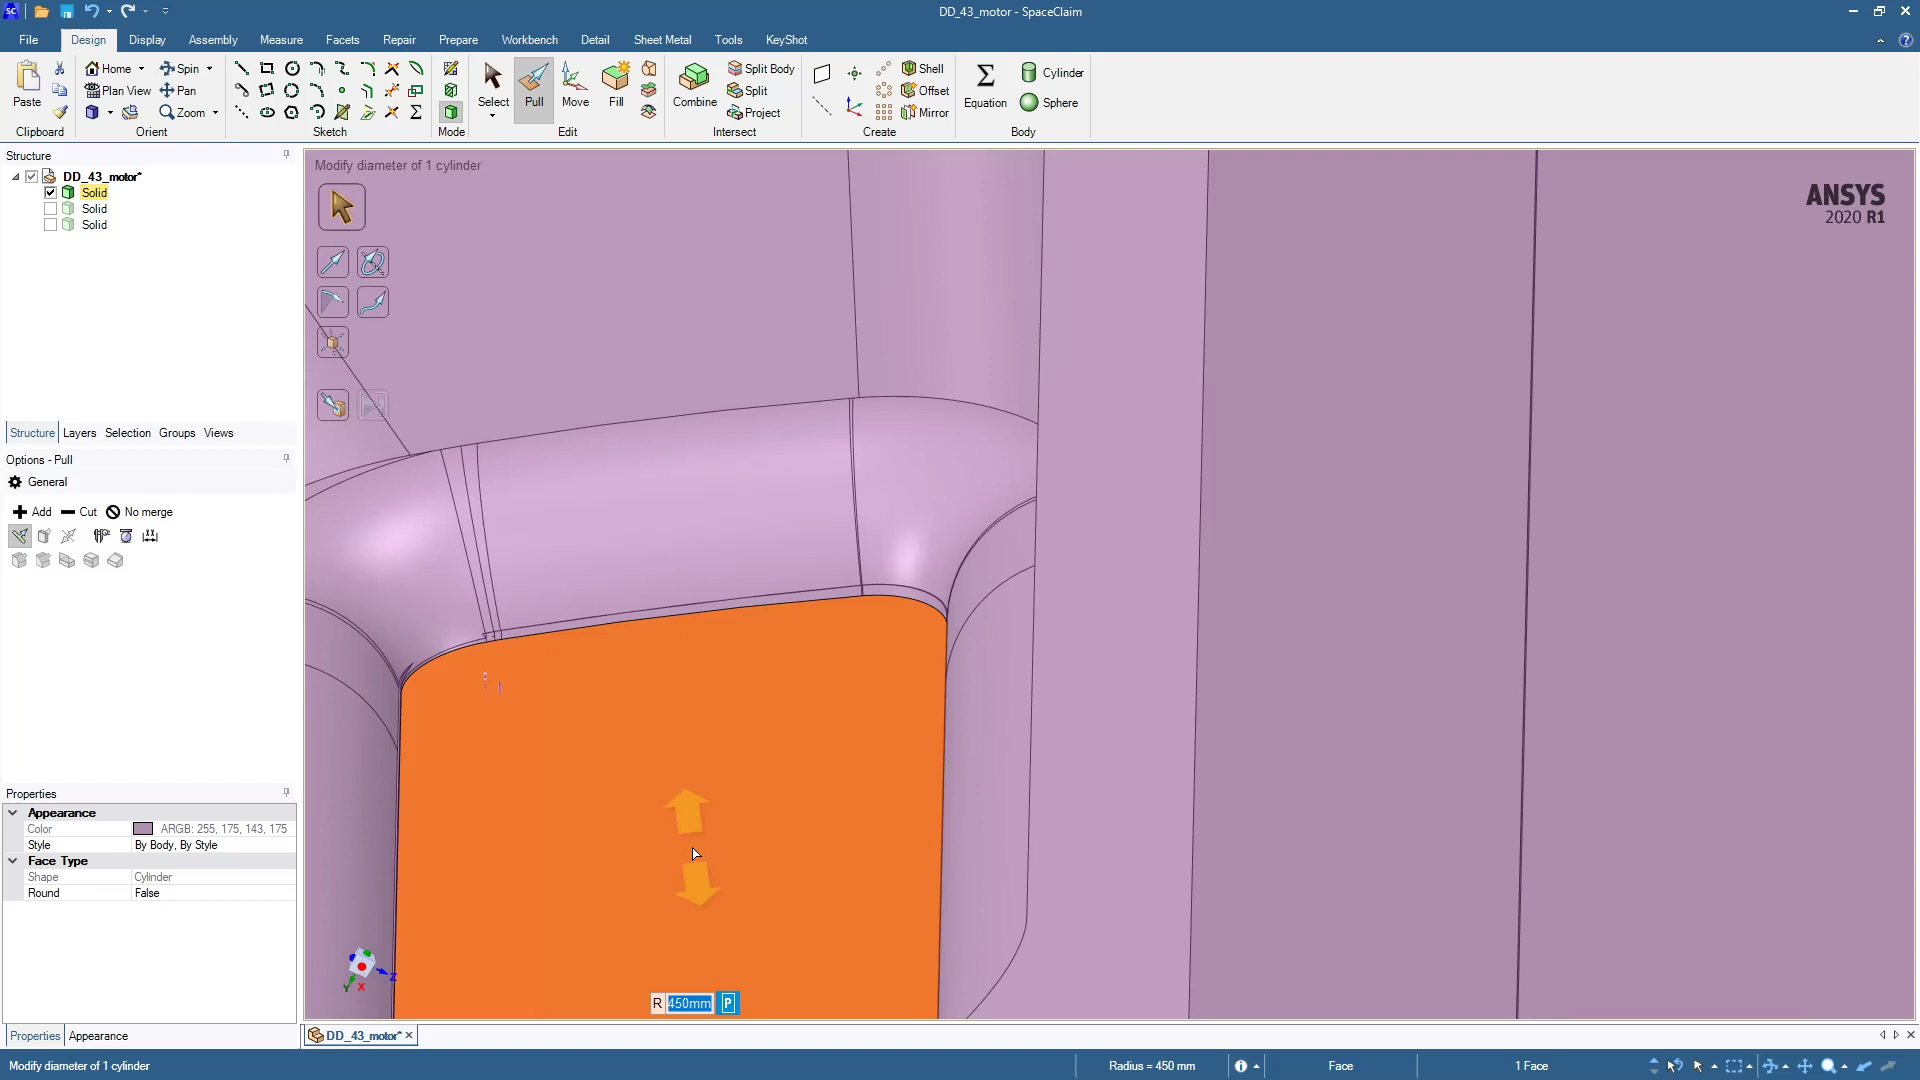 DD_43_motor - SpaceClaim
File Design Display Assembly Measure Facets Repair Prepare Workbench Detail Sheet Metal Tools KeyShot
Paste
Home
Plan View
Spin
Pan
Zoom
Select
Pull
Move
Fill
Combine
Split Body
Split
Project
Shell
Offset
Mirror
Equation
Cylinder
Sphere
Clipboard Orient Sketch Mode Edit Intersect Create Body
Structure
DD_43_motor*
Solid
Solid
Solid
Structure Layers Selection Groups Views
Options - Pull
General
Add Cut No merge
Properties
Appearance
Color ARGB: 255, 175, 143, 175
Style By Body, By Style
Face Type
Shape Cylinder
Round False
Properties Appearance
Modify diameter of 1 cylinder
ANSYS
2020 R1
Z
Y X
R 450mm P
DD_43_motor*
Modify diameter of 1 cylinder Radius = 450 mm Face 1 Face